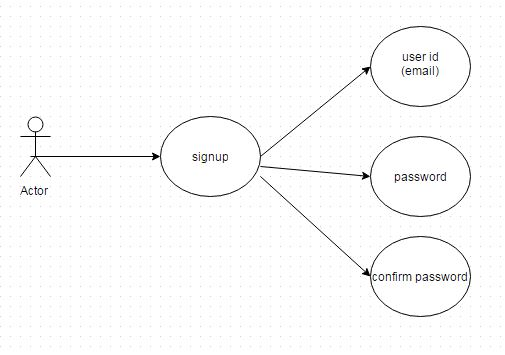 user id
(email)
signup
password
Actor
confirm password